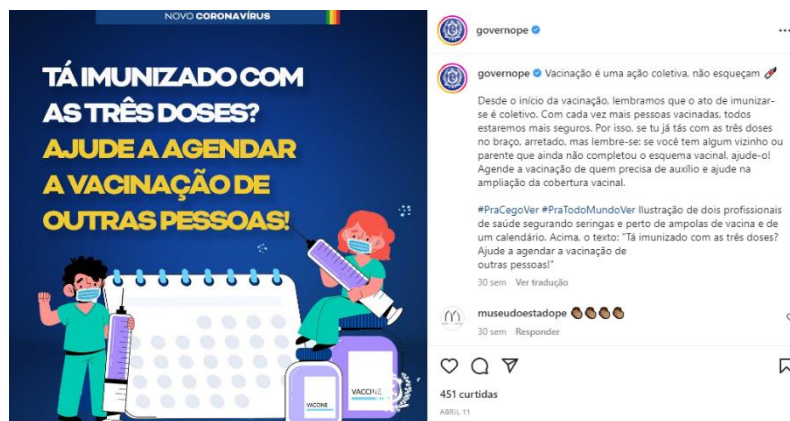 NOVO CORONAVÍRUS
TÁ IMUNIZADO COM
AS TRÊS DOSES?
AJUDE A AGENDAR
A VACINAÇÃO DE
OUTRAS PESSOAS!
VACCINE
VACCINE
governope
governope Vacinação é uma ação coletiva, não esqueçam
Desde o início da vacinação, lembramos que o ato de imunizar-
se é coletivo. Com cada vez mais pessoas vacinadas, todos
estaremos mais seguros. Por isso, se tu já tás com as três doses
no braço, arretado, mas lembre-se: se você tem algum vizinho ou
parente que ainda não completou o esquema vacinal, ajude-o!
Agende a vacinação de quem precisa de auxílio e ajude na
ampliação da cobertura vacinal.
#PraCegoVer #PraTodoMundoVer Ilustração de dois profissionais
de saúde segurando seringas e perto de ampolas de vacina e de
um calendário. Acima, o texto: "Tá imunizado com as três doses?
Ajude a agendar a vacinação de
outras pessoas!"
30 sem Ver tradução
museudoestadope
30 sem Responder
451 curtidas
ABRIL 11